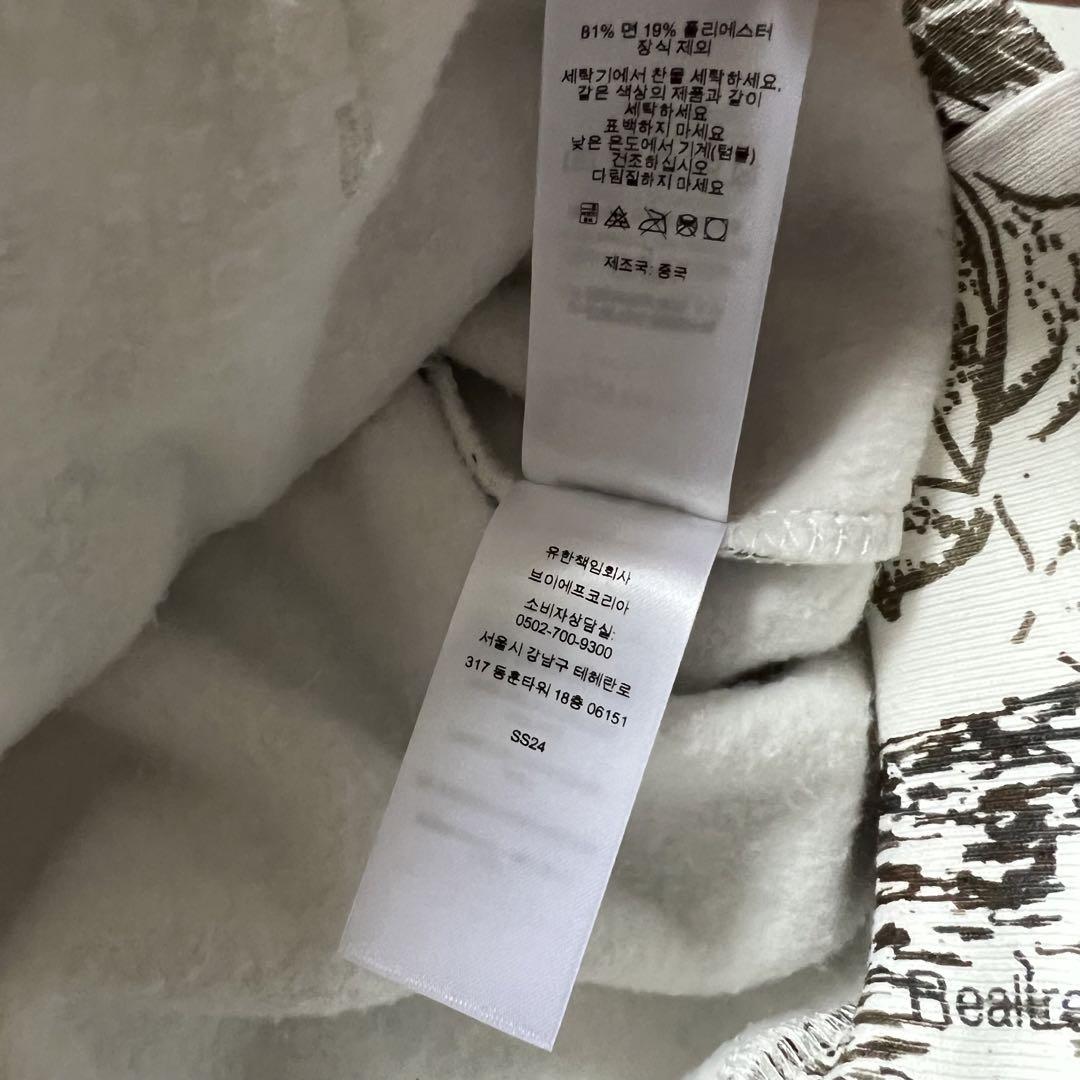 81% 면 19% 폴리에스터
장식 제외
세탁기에서 찬물 세탁하세요.
같은 색상의 제품과 같이
세탁하세요
표백하지 마세요
낮은 온도에서 기계(텀블)
건조하십시오
다림질하지 마세요
제조국: 중국
유한책임회사
브이에프코리아
소비자상담실:
0502-700-9300
서울시 강남구 테헤란로
317 동훈타워 18층 06151
SS24